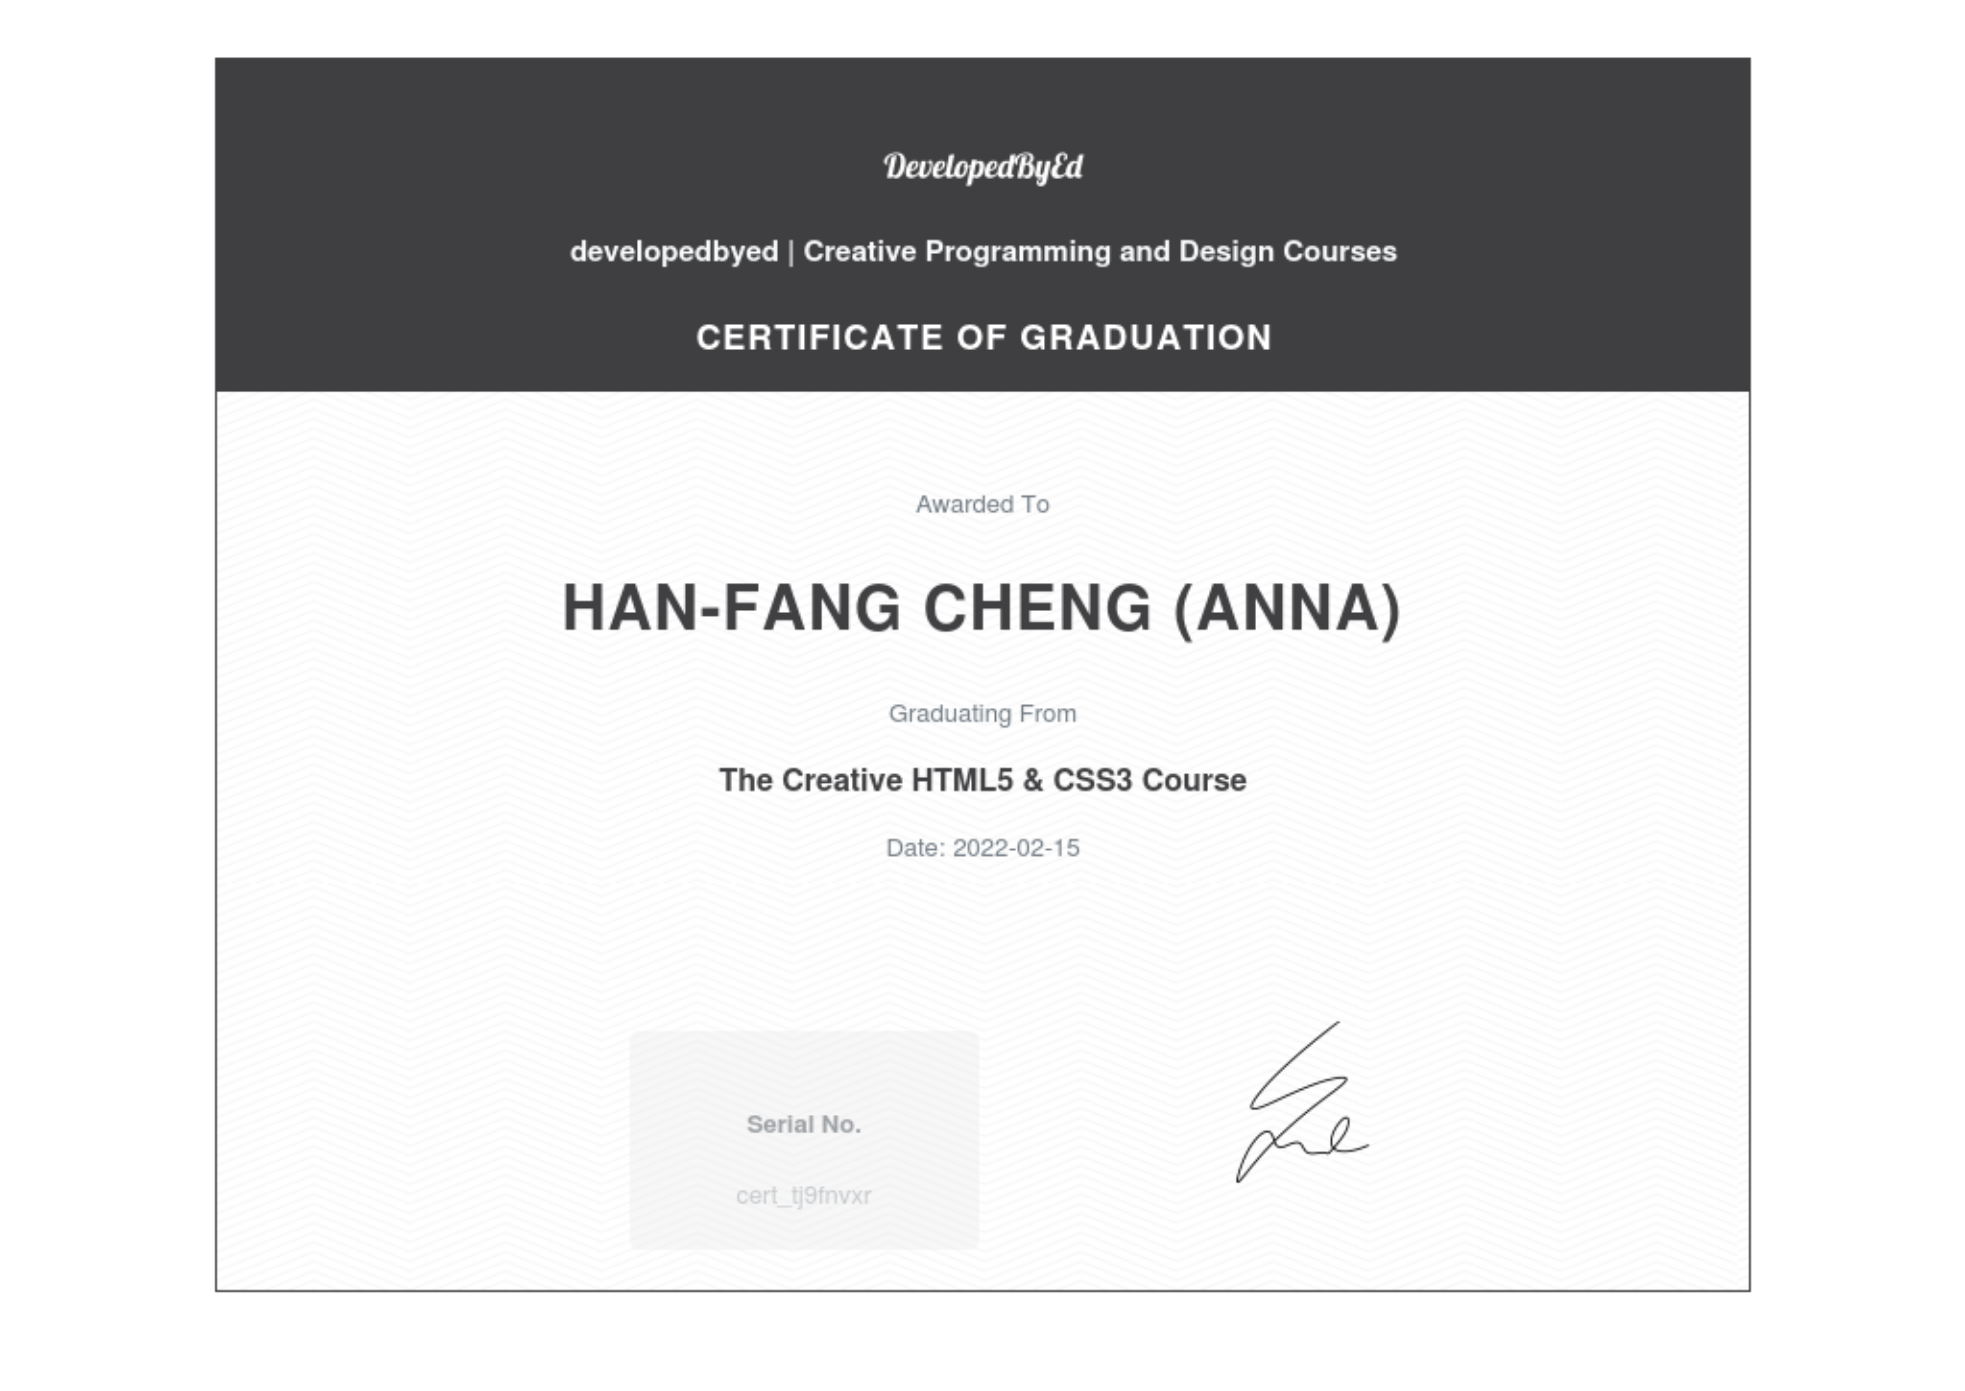 DevelopedByEd
developedbyed | Creative Programming and Design Courses
CERTIFICATE OF GRADUATION
Awarded To
HAN-FANG CHENG (ANNA)
Graduating From
The Creative HTML5 & CSS3 Course
Date: 2022-02-15
Serial No.
cert_tj9fnvxr